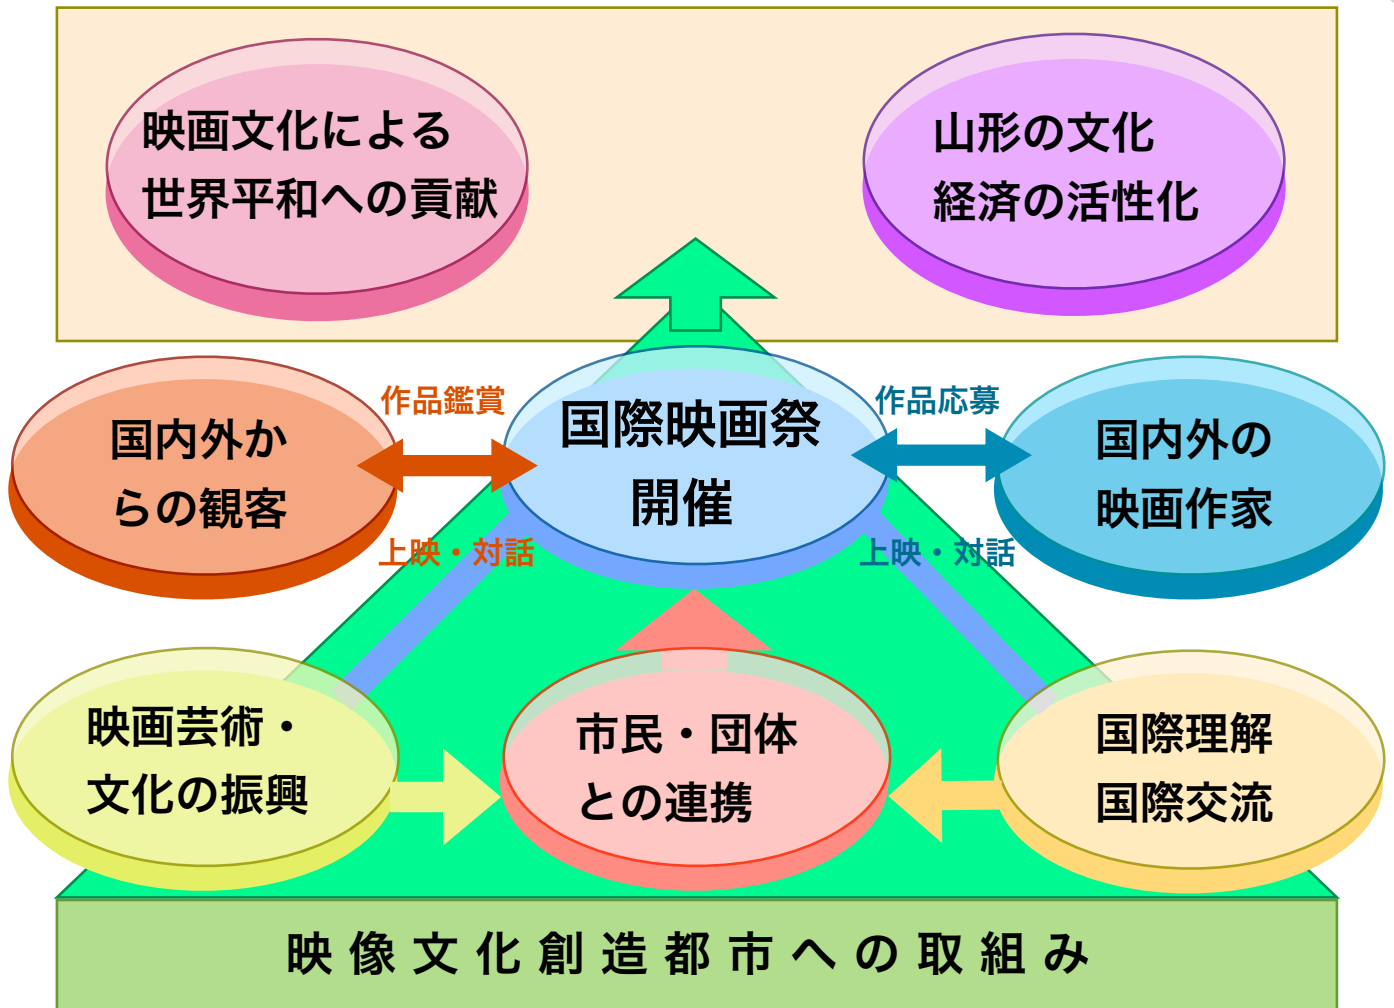 映画文化による
世界平和への貢献
山形の文化
経済の活性化
国内外か
らの観客
作品鑑賞
上映・対話
国際映画祭
開催
作品応募
上映・対話
国内外の
映画作家
映画芸術・
文化の振興
市民・団体
との連携
国際理解
国際交流
映像文化創造都市への取組み